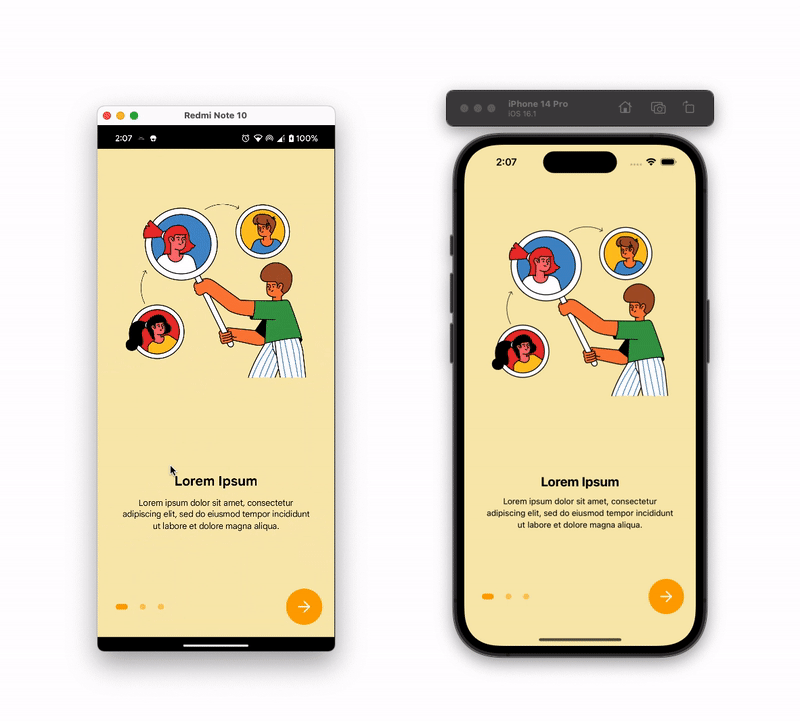 Redmi Note 10
2:07
100%
Lorem Ipsum
Lorem ipsum dolor sit amet, consectetur
adipiscing elit, sed do eiusmod tempor incididunt
ut labore et dolore magna aliqua.
iPhone 14 Pro
iOS 16.1
2:07
Lorem Ipsum
Lorem ipsum dolor sit amet, consectetur
adipiscing elit, sed do eiusmod tempor incididunt
ut labore et dolore magna aliqua.